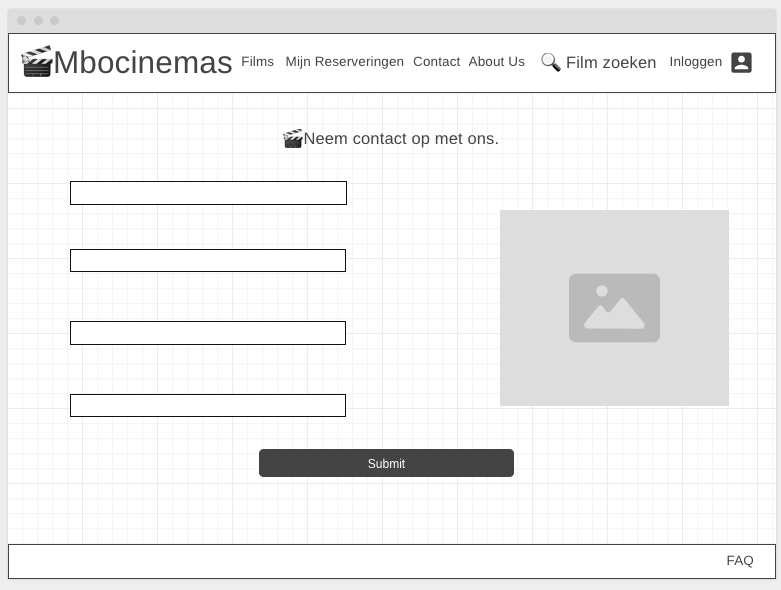 Mbocinemas Films Mijn Reserveringen Contact About Us Film zoeken Inloggen
Neem contact op met ons.
Submit
FAQ